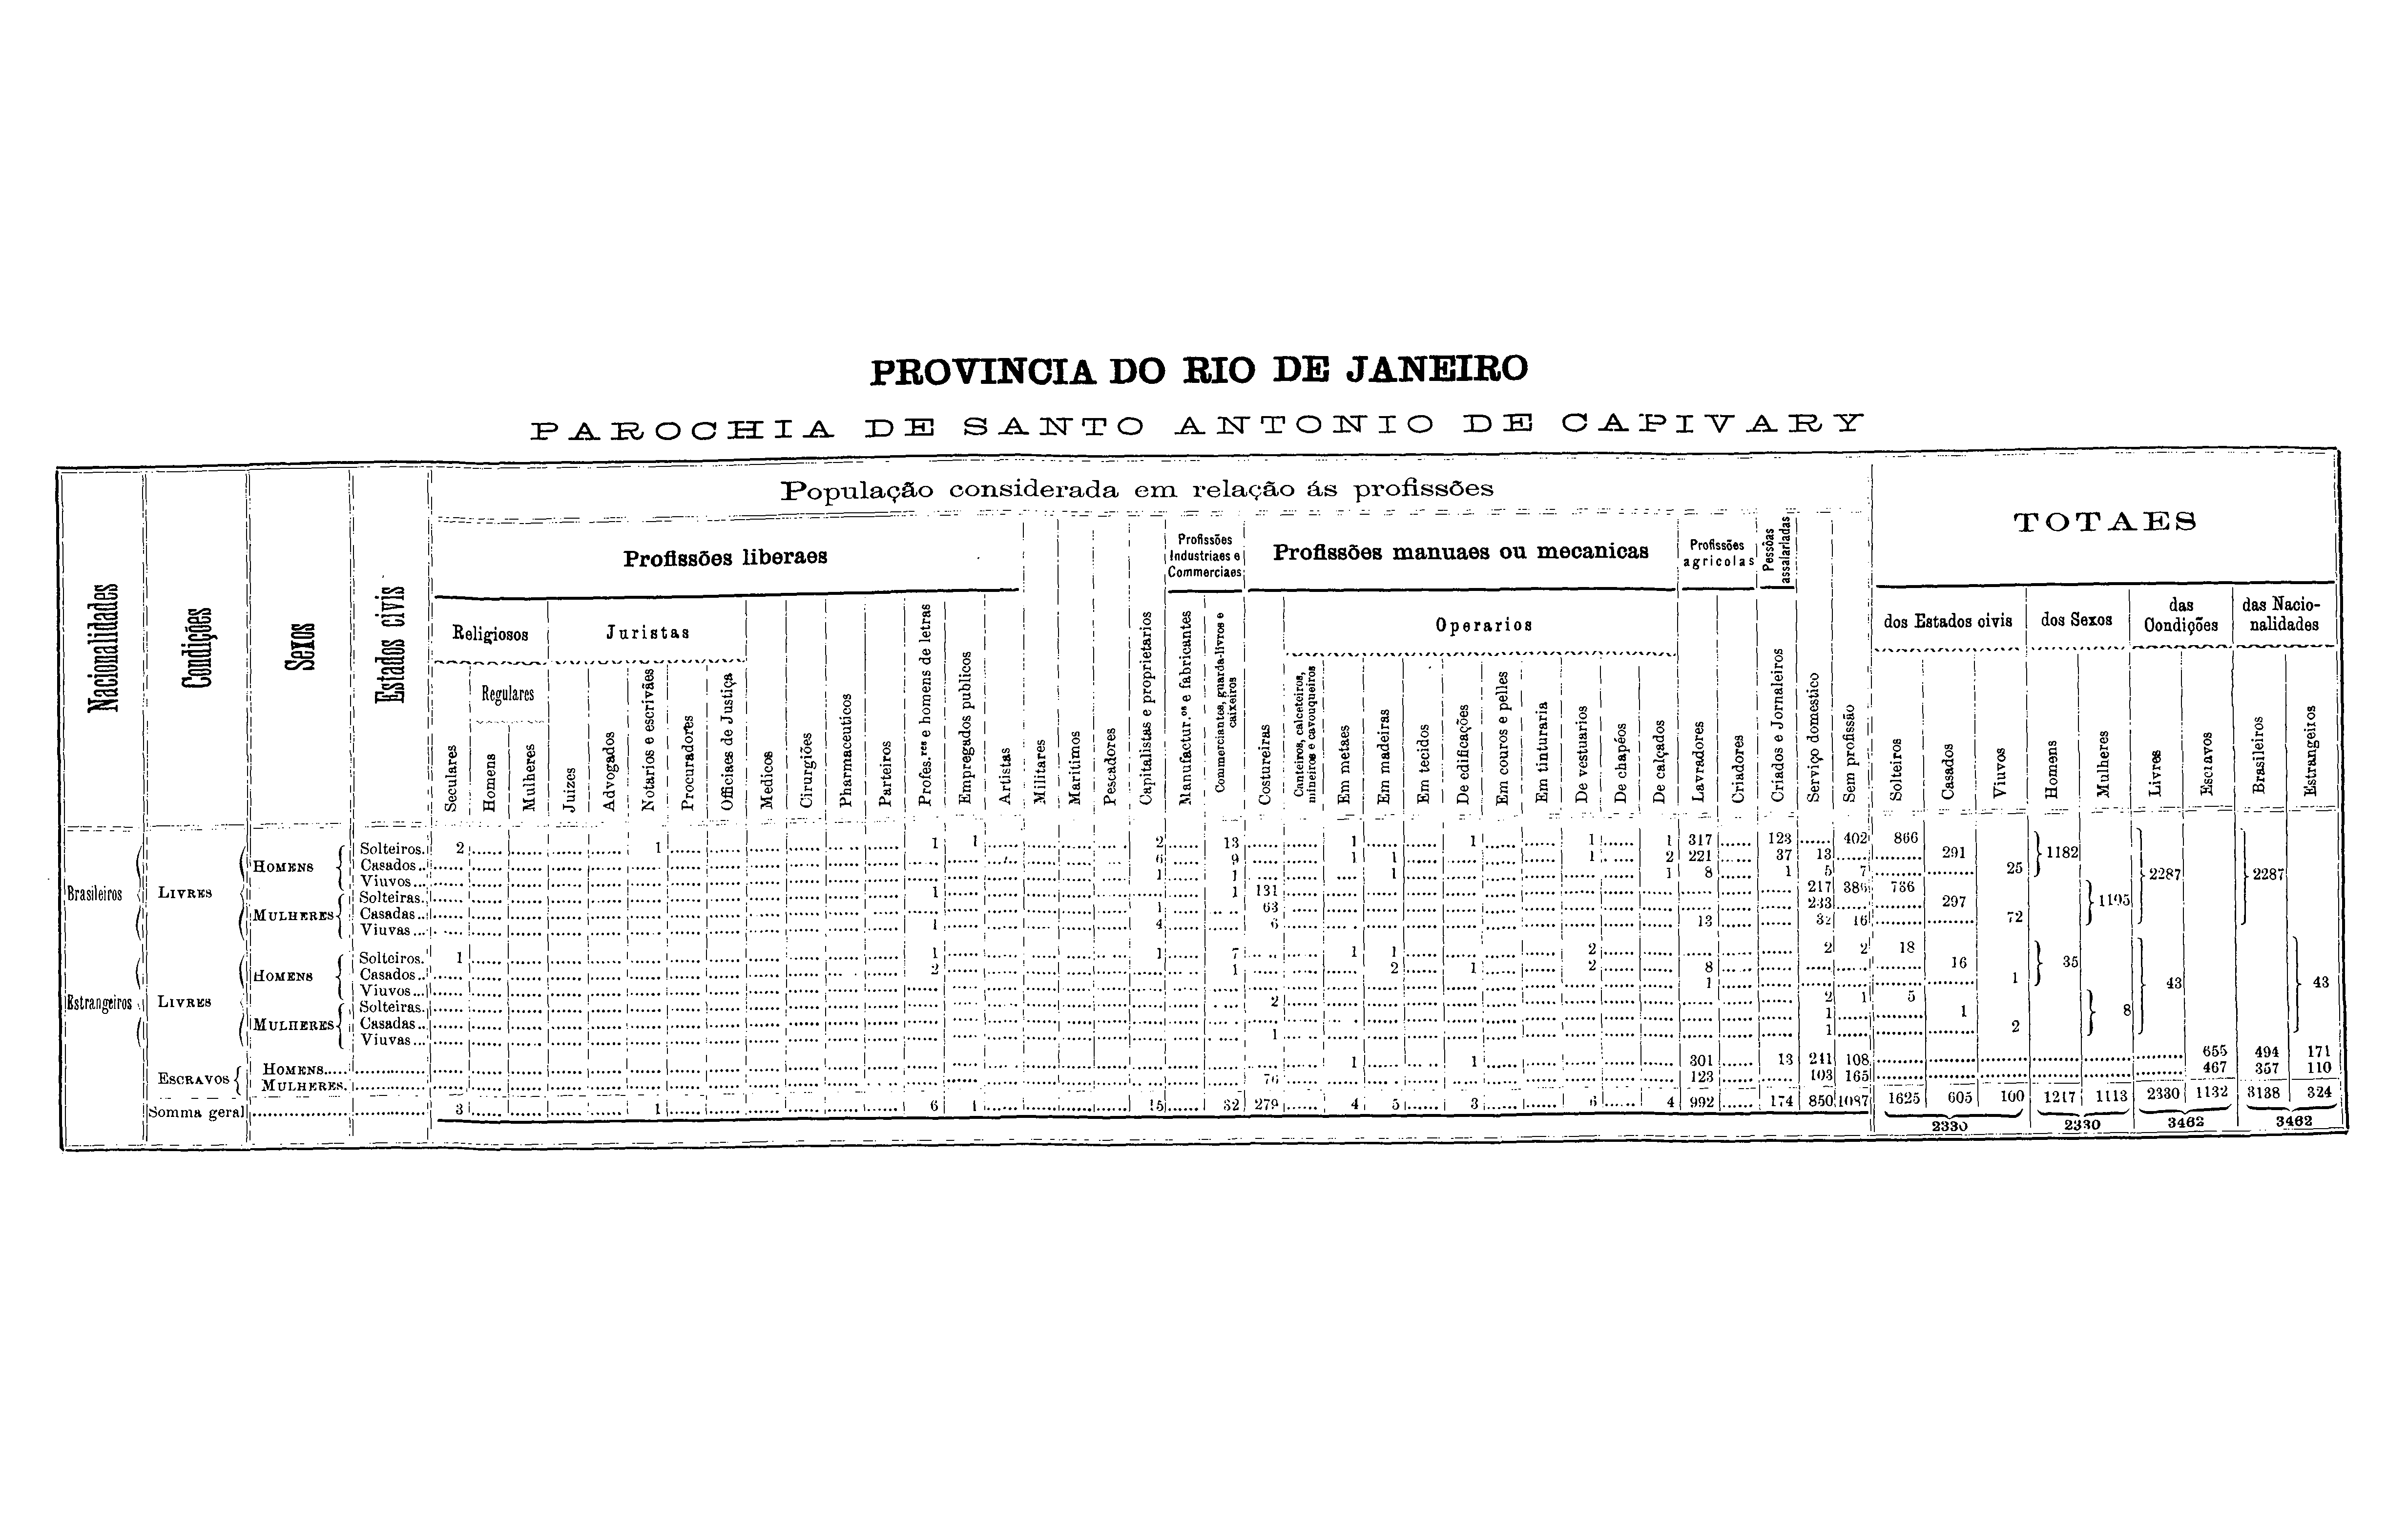 PROVINCIA DO RIO DE JANEIRO
PAROCHIA DE SANTO ANTONIO DE CAPIVARY
Nacionalidades
Condições
Sexos
Estados civis
População considerada em relação ás profissões
TOTAES
Profissões liberaes
Profissões Industriaes e Commerciaes
Profissões manuaes ou mecanicas
Profissões agricolas
Pessôas assalariadas
Religiosos
Juristas
Operarios
dos Estados civis
dos Sexos
das Condições
das Nacionalidades
Regulares
Seculares
Homens
Mulheres
Juizes
Advogados
Notarios e escrivães
Procuradores
Officiaes de Justiça
Medicos
Cirurgiões
Pharmaceuticos
Parteiros
Profes.res e homens de letras
Empregados publicos
Artistas
Militares
Maritimos
Pescadores
Capitalistas e proprietarios
Manufactur.os e fabricantes
Commerciantes, guarda-livros e caixeiros
Costureiras
Canteiros, calceteiros, mineiros e cavouqueiros
Em metaes
Em madeiras
Em tecidos
De edificações
Em couros e pelles
Em tinturaria
De vestuarios
De chapéos
De calçados
Lavradores
Criadores
Criados e Jornaleiros
Serviço domestico
Sem profissão
Solteiros
Casados
Viuvos
Homens
Mulheres
Livres
Escravos
Brasileiros
Estrangeiros
Brasileiros LIVRES HOMENS Solteiros 2 1 1 1 2 13 1 1 1 1 317 123 402 866
Casados 6 9 1 1 1 2 221 37 13 291 1182
Viuvos 1 1 1 1 8 1 5 7 25
MULHERES Solteiras 1 1 131 217 386 766 2287 2287
Casadas 1 63 233 297 1105
Viuvas 1 4 6 13 32 16 72
Estrangeiros LIVRES HOMENS Solteiros 1 1 1 7 1 1 2 2 2 18
Casados 2 1 2 1 2 8 16 35
Viuvos 1 1
MULHERES Solteiras 2 2 1 5 43 43
Casadas 1 1 8
Viuvas 1 1 2
ESCRAVOS HOMENS 1 1 301 13 241 108 655 494 171
MULHERES 76 123 103 165 467 357 110
Somma geral 3 1 6 1 15 32 279 4 5 3 6 4 992 174 850 1087 1625 605 100 1217 1113 2330 1132 3138 324
2330 2330 3462 3462